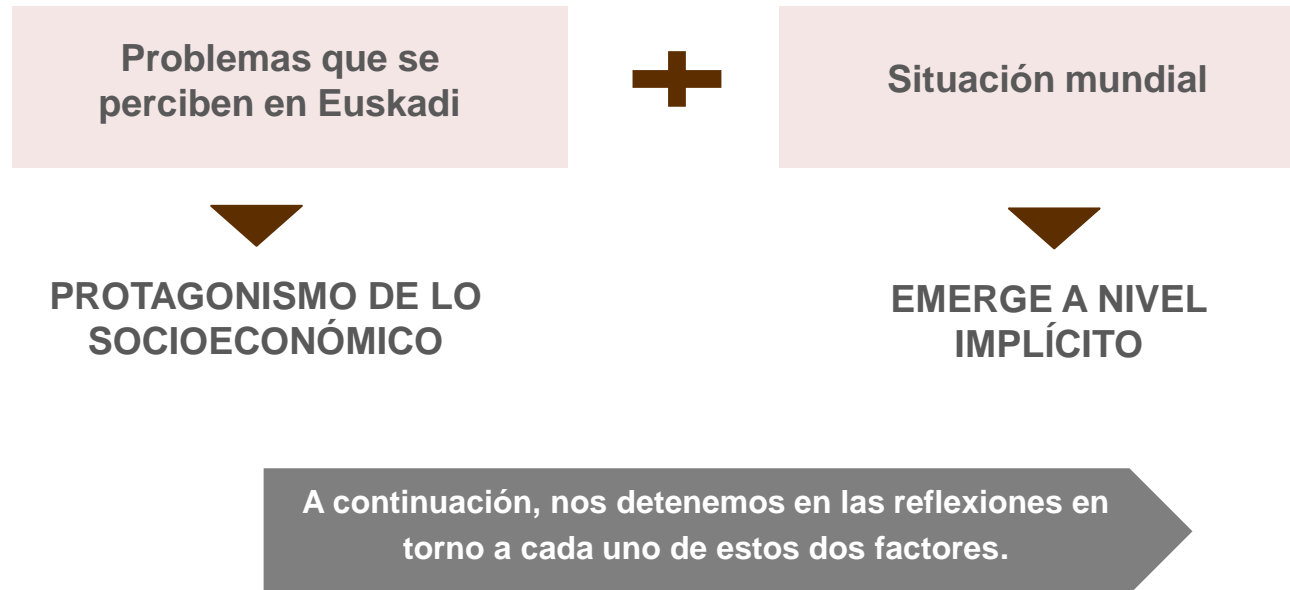 Problemas que se
perciben en Euskadi
Situación mundial
PROTAGONISMO DE LO
SOCIOECONÓMICO
EMERGE A NIVEL
IMPLÍCITO
A continuación, nos detenemos en las reflexiones en
torno a cada uno de estos dos factores.